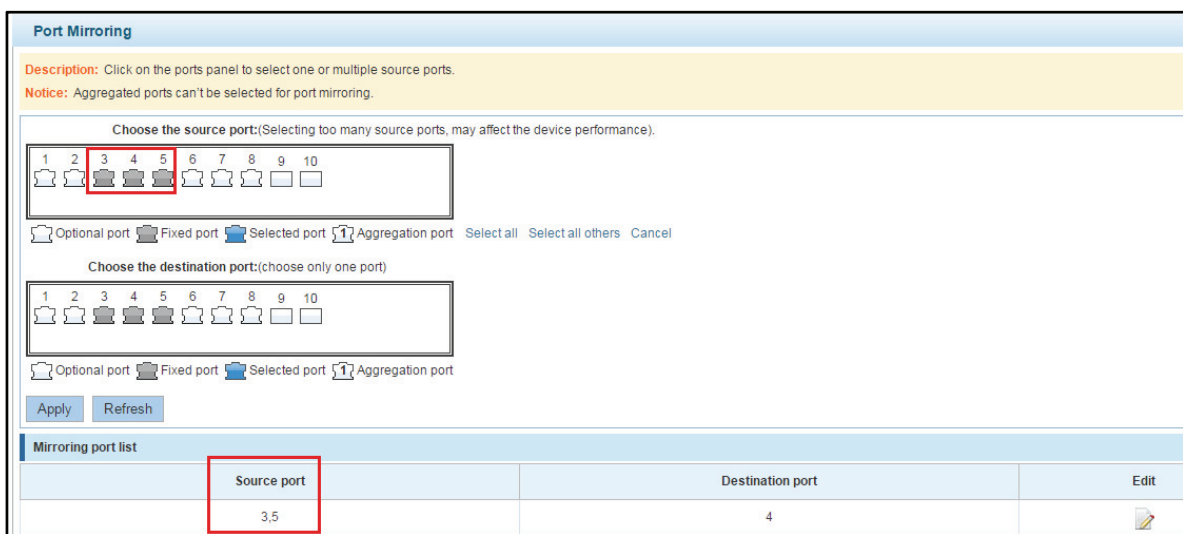 Port Mirroring
Description: Click on the ports panel to select one or multiple source ports.
Notice: Aggregated ports can't be selected for port mirroring.
Choose the source port:(Selecting too many source ports, may affect the device performance).
1 2 3 4 5 6 7 8 9 10
Optional port Fixed port Selected port 1 Aggregation port Select all Select all others Cancel
Choose the destination port:(choose only one port)
1 2 3 4 5 6 7 8 9 10
Optional port Fixed port Selected port 1 Aggregation port
Apply Refresh
Mirroring port list
Source port Destination port Edit
3,5 4